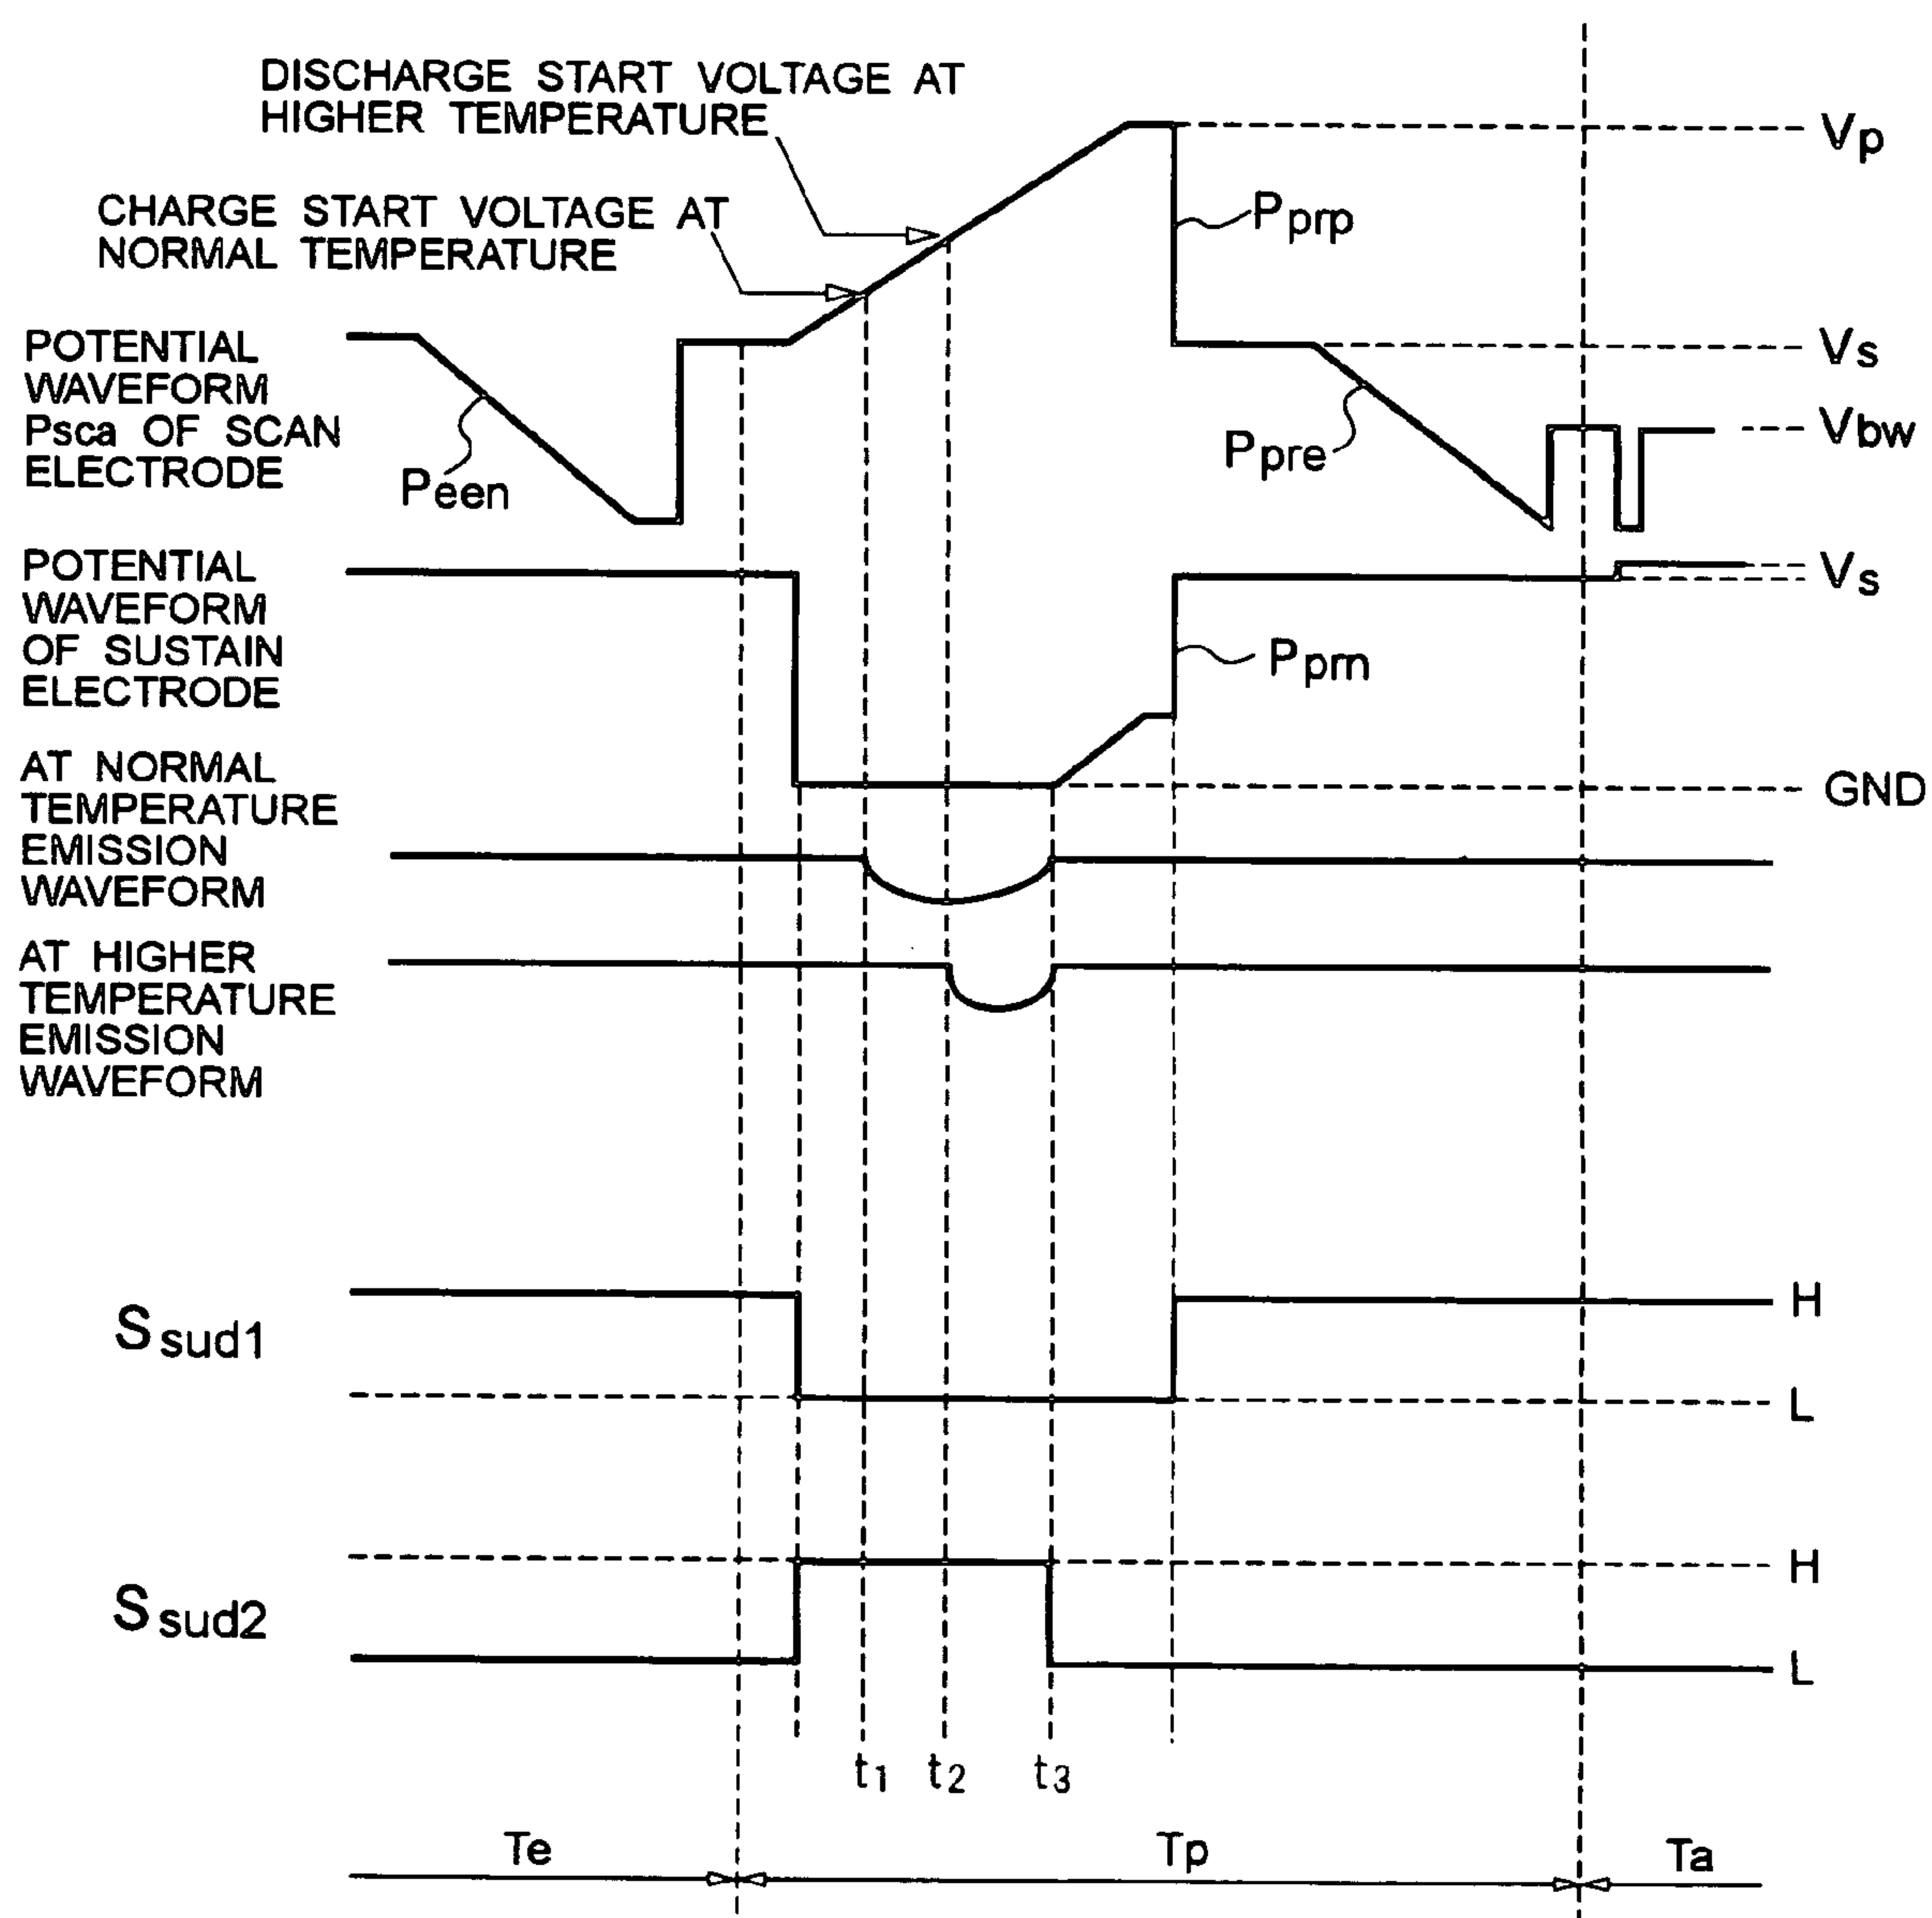 DISCHARGE START VOLTAGE AT
HIGHER TEMPERATURE
CHARGE START VOLTAGE AT
NORMAL TEMPERATURE
Vp
Pprp
POTENTIAL
WAVEFORM
Psca OF SCAN
ELECTRODE
Vs
Vbw
Peen
Ppre
POTENTIAL
WAVEFORM
OF SUSTAIN
ELECTRODE
Vs
Pprn
AT NORMAL
TEMPERATURE
EMISSION
WAVEFORM
GND
AT HIGHER
TEMPERATURE
EMISSION
WAVEFORM
Ssud1
H
L
Ssud2
H
L
t1 t2 t3
Te Tp Ta